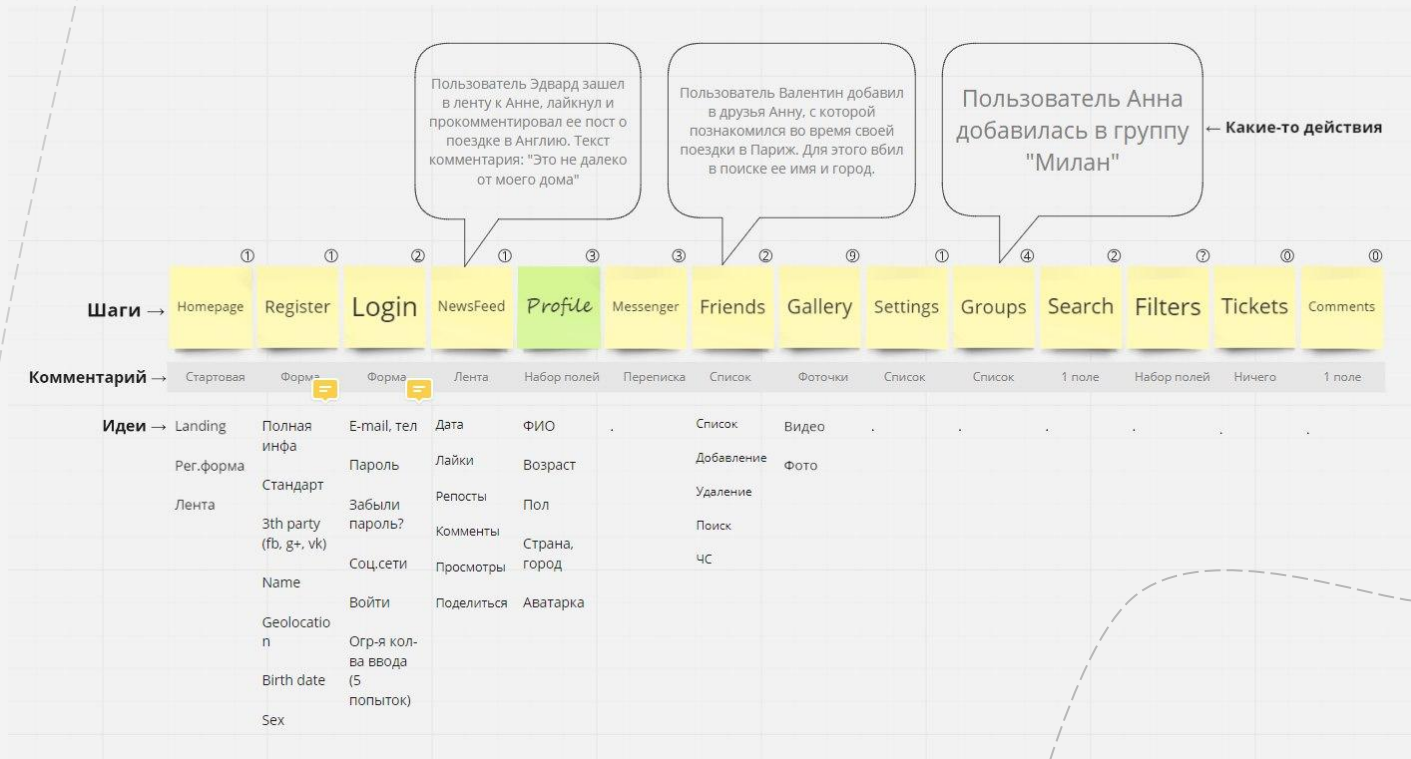 Пользователь Эдвард зашел
в ленту к Анне, лайкнул и
прокомментировал ее пост о
поездке в Англию. Текст
комментария: "Это не далеко
от моего дома"
Пользователь Валентин добавил
в друзья Анну, с которой
познакомился во время своей
поездки в Париж. Для этого вбил
в поиске ее имя и город.
Пользователь Анна
добавилась в группу
"Милан"
← Какие-то действия
① ① ② ① ③ ③ ② ⑨ ① ④ ② ? ⓪ ⓪
Шаги → Homepage Register Login NewsFeed Profile Messenger Friends Gallery Settings Groups Search Filters Tickets Comments
Комментарий → Стартовая Форма Форма Лента Набор полей Переписка Список Фоточки Список Список 1 поле Набор полей Ничего 1 поле
Идеи →
Landing
Рег.форма
Лента
Полная
инфа
Стандарт
3th party
(fb, g+, vk)
Name
Geolocatio
n
Birth date
Sex
E-mail, тел
Пароль
Забыли
пароль?
Соц.сети
Войти
Огр-я кол-
ва ввода
(5
попыток)
Дата
Лайки
Репосты
Комменты
Просмотры
Поделиться
ФИО
Возраст
Пол
Страна,
город
Аватарка
.
Список
Добавление
Удаление
Поиск
ЧС
Видео
Фото
. . . . . .